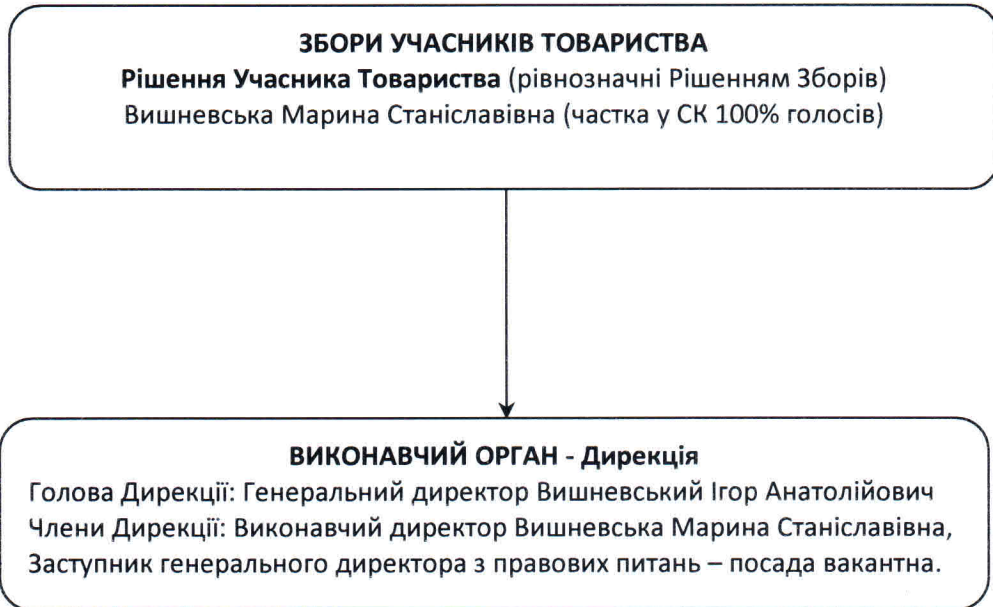 ЗБОРИ УЧАСНИКІВ ТОВАРИСТВА
Рішення Учасника Товариства (рівнозначні Рішенням Зборів)
Вишневська Марина Станіславівна (частка у СК 100% голосів)
ВИКОНАВЧИЙ ОРГАН - Дирекція
Голова Дирекції: Генеральний директор Вишневський Ігор Анатолійович
Члени Дирекції: Виконавчий директор Вишневська Марина Станіславівна,
Заступник генерального директора з правових питань – посада вакантна.